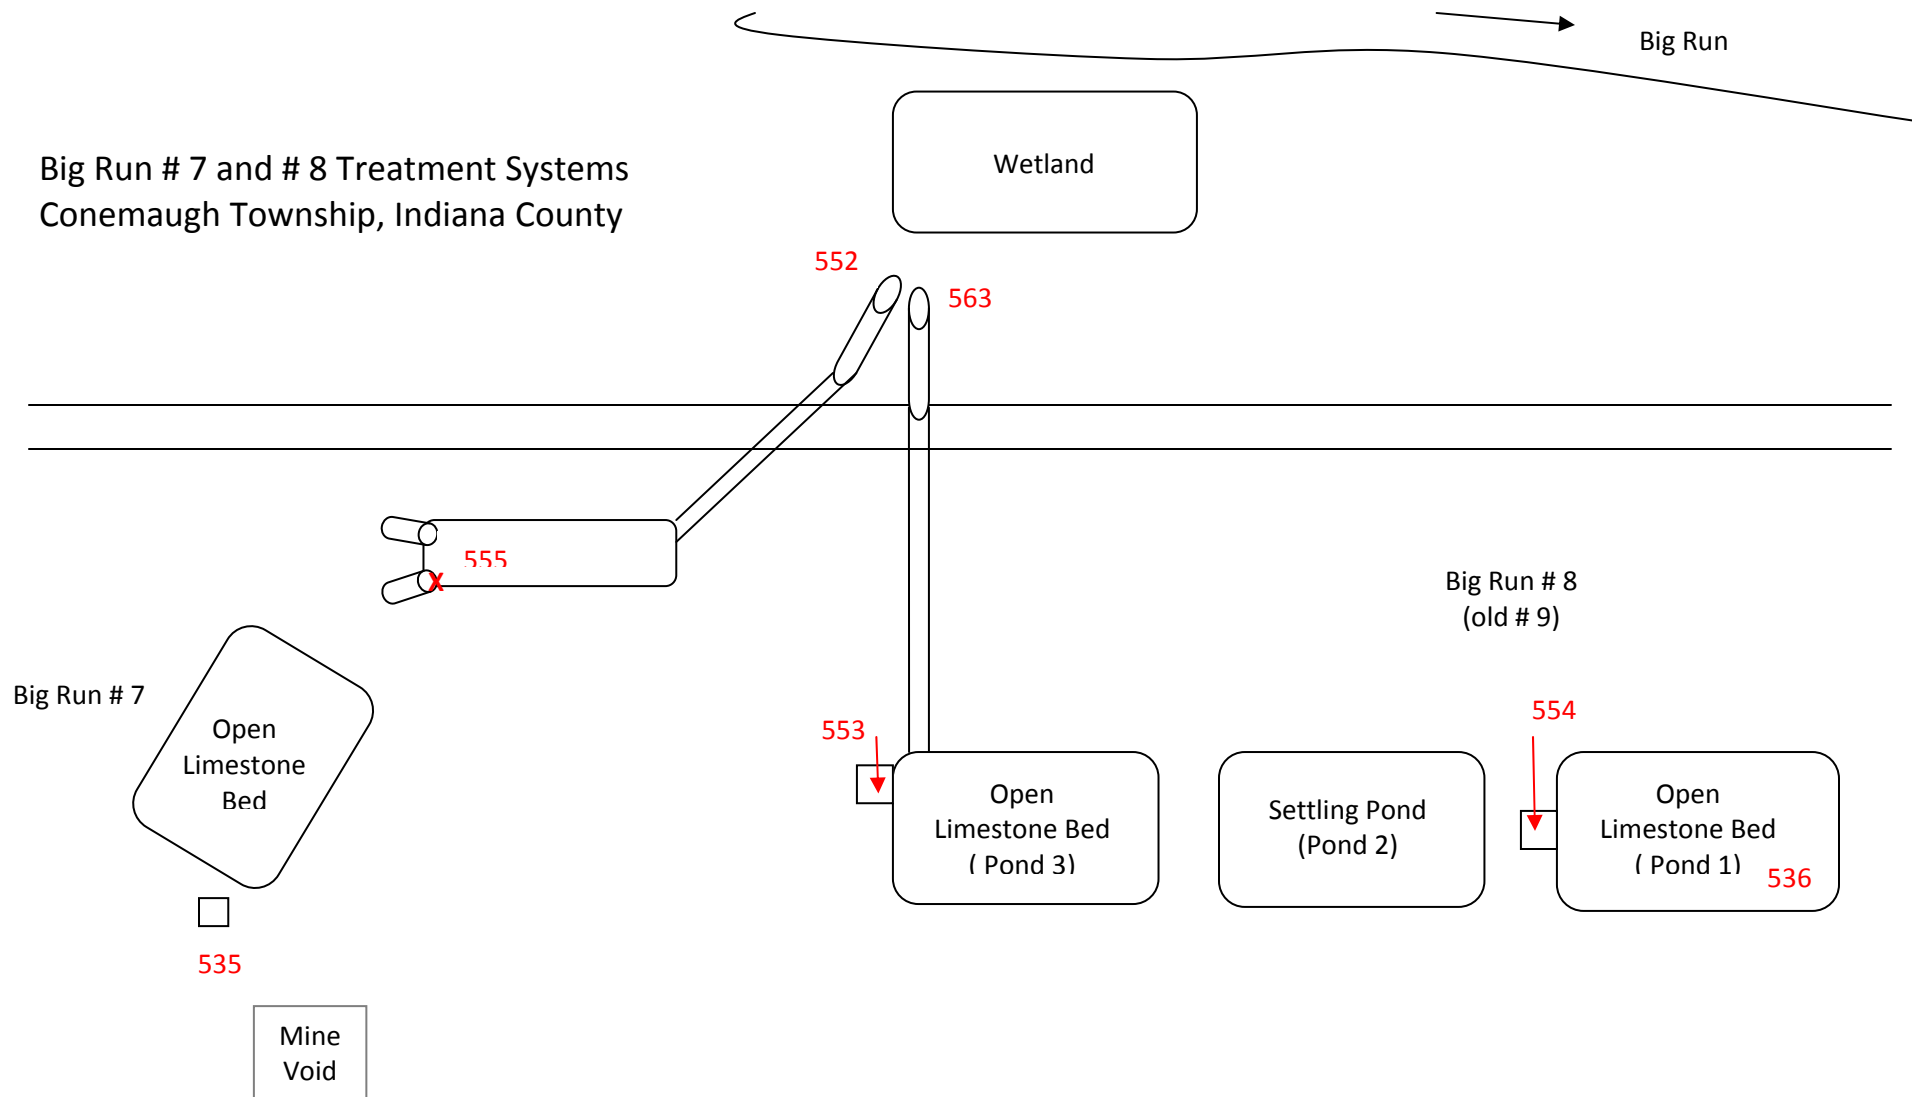 Big Run
Wetland
Big Run # 7 and # 8 Treatment Systems
Conemaugh Township, Indiana County
552
563
555
X
Big Run # 8
(old # 9)
Big Run # 7
Open
Limestone
Bed
535
Mine
Void
553
Open
Limestone Bed
( Pond 3)
Settling Pond
(Pond 2)
554
Open
Limestone Bed
( Pond 1)
536